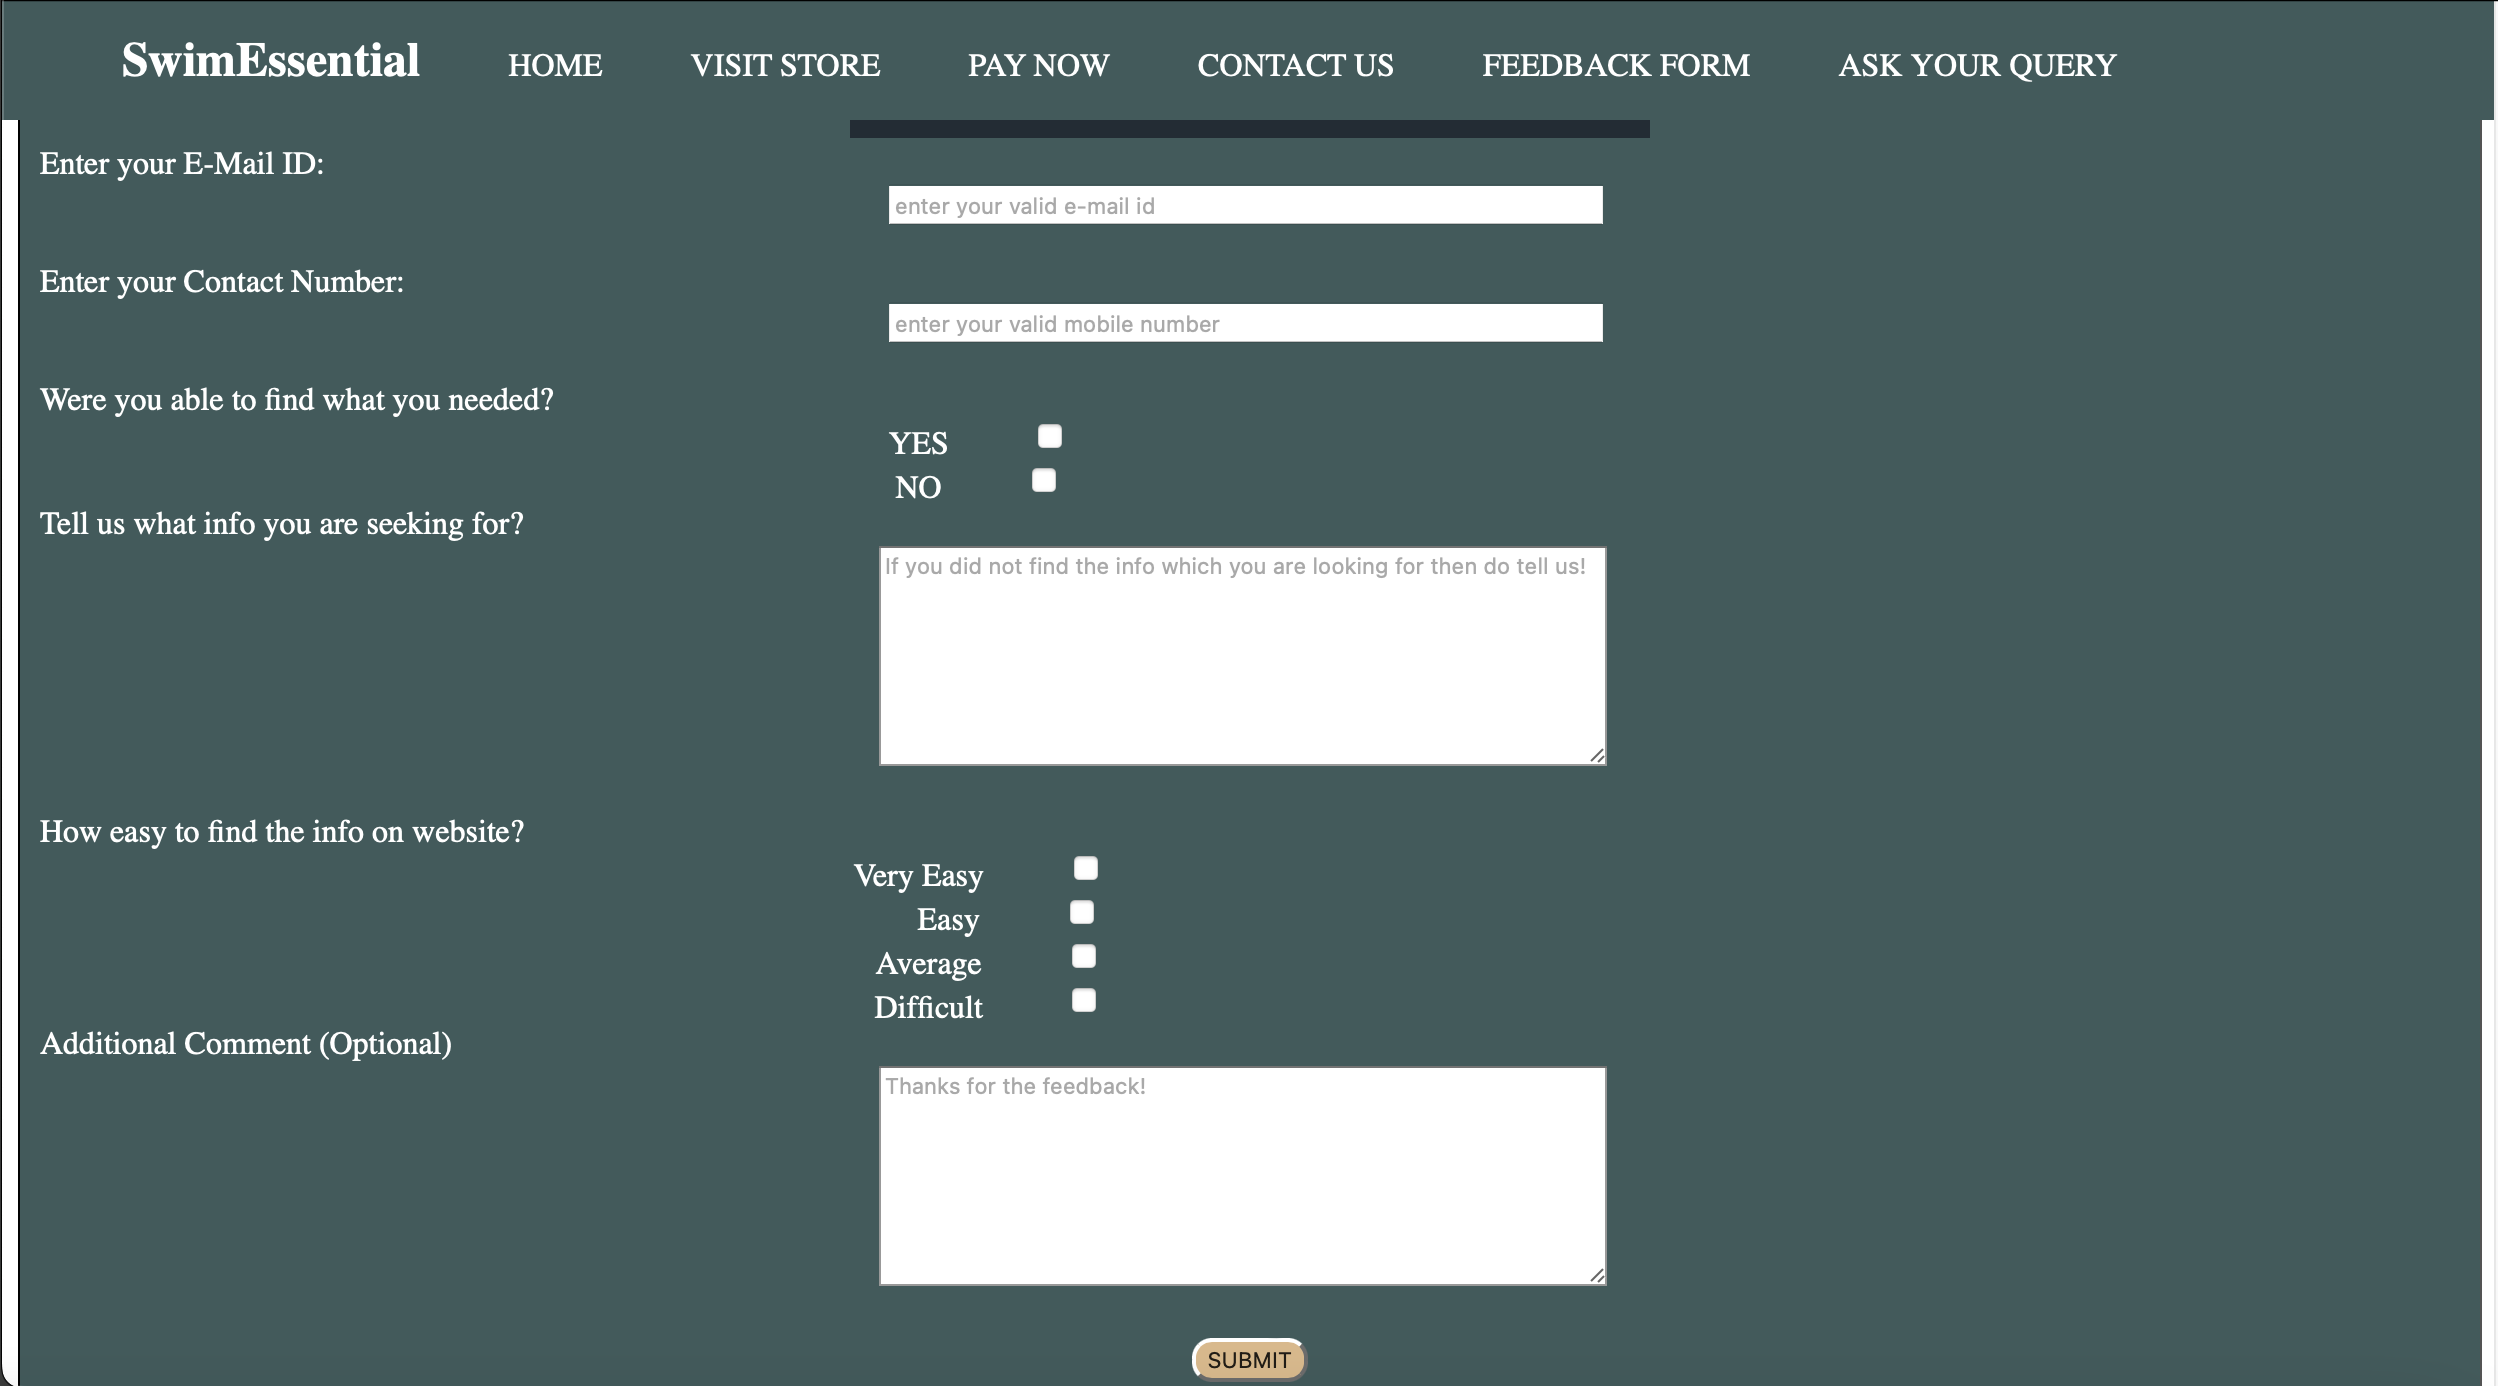 SwimEssential HOME VISIT STORE PAY NOW CONTACT US FEEDBACK FORM ASK YOUR QUERY
Enter your E-Mail ID:
enter your valid e-mail id
Enter your Contact Number:
enter your valid mobile number
Were you able to find what you needed?
YES
NO
Tell us what info you are seeking for?
If you did not find the info which you are looking for then do tell us!
How easy to find the info on website?
Very Easy
Easy
Average
Difficult
Additional Comment (Optional)
Thanks for the feedback!
SUBMIT